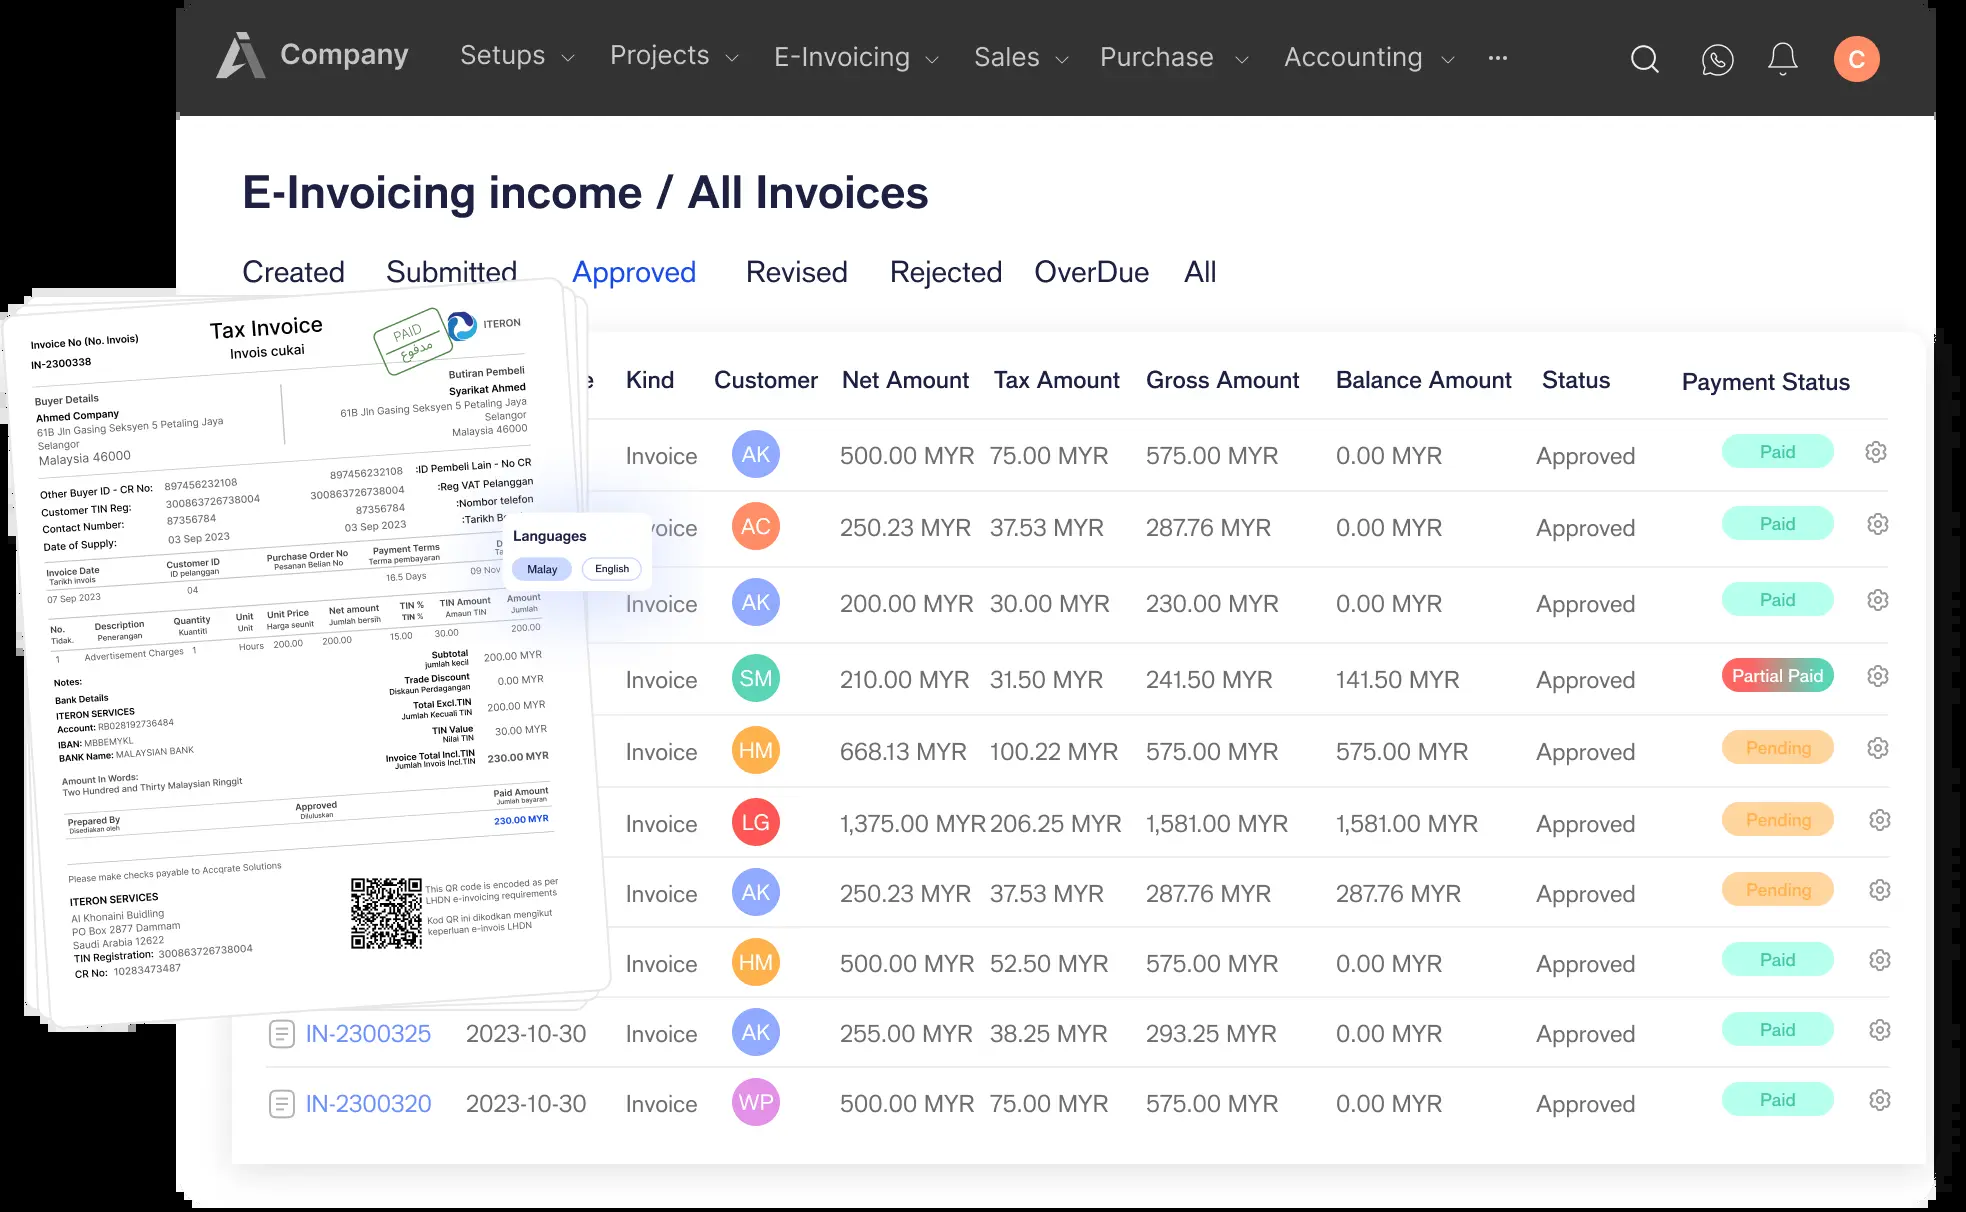 Company
Setups
Projects
E-Invoicing
Sales
Purchase
Accounting
C
E-Invoicing income / All Invoices
Created
Submitted
Approved
Revised
Rejected
OverDue
All
Kind Customer Net Amount Tax Amount Gross Amount Balance Amount Status Payment Status
Invoice AK 500.00 MYR 75.00 MYR 575.00 MYR 0.00 MYR Approved Paid
AC 250.23 MYR 37.53 MYR 287.76 MYR 0.00 MYR Approved Paid
Invoice AK 200.00 MYR 30.00 MYR 230.00 MYR 0.00 MYR Approved Paid
Invoice SM 210.00 MYR 31.50 MYR 241.50 MYR 141.50 MYR Approved Partial Paid
Invoice HM 668.13 MYR 100.22 MYR 575.00 MYR 575.00 MYR Approved Pending
Invoice LG 1,375.00 MYR 206.25 MYR 1,581.00 MYR 1,581.00 MYR Approved Pending
Invoice AK 250.23 MYR 37.53 MYR 287.76 MYR 287.76 MYR Approved Pending
Invoice HM 500.00 MYR 52.50 MYR 575.00 MYR 0.00 MYR Approved Paid
IN-2300325 2023-10-30 Invoice AK 255.00 MYR 38.25 MYR 293.25 MYR 0.00 MYR Approved Paid
IN-2300320 2023-10-30 Invoice WP 500.00 MYR 75.00 MYR 575.00 MYR 0.00 MYR Approved Paid
Invoice No (No. Invois)
IN-2300338
Tax Invoice
Invois cukai
PAID
مدفوع
ITERON
Buyer Details
Ahmed Company
61B Jln Gasing Seksyen 5 Petaling Jaya
Selangor
Malaysia 46000
Butiran Pembeli
Syarikat Ahmed
61B Jln Gasing Seksyen 5 Petaling Jaya
Selangor
Malaysia 46000
Other Buyer ID - CR No: 897456232108
Customer TIN Reg: 300863726738004
Contact Number: 87356784
Date of Supply: 03 Sep 2023
897456232108 :ID Pembeli Lain - No CR
300863726738004 :Reg VAT Pelanggan
87356784 :Nombor telefon
03 Sep 2023 :Tarikh
Languages
Malay English
Invoice Date Customer ID Purchase Order No Payment Terms
Tarikh invois ID pelanggan Pesanan Belian No Terma pembayaran
07 Sep 2023 04 16.5 Days 09 Nov
No. Description Quantity Unit Unit Price Net amount TIN % TIN Amount Amount
Tidak. Penerangan Kuantiti Unit Harga seunit Jumlah bersih TIN % Amaun TIN Jumlah
1 Advertisement Charges 1 Hours 200.00 200.00 15.00 30.00 200.00
Subtotal 200.00 MYR
jumlah kecil
Trade Discount 0.00 MYR
Diskaun Perdagangan
Total Excl.TIN 200.00 MYR
Jumlah Kecuali TIN
TIN Value 30.00 MYR
Nilai TIN
Invoice Total Incl.TIN 230.00 MYR
Jumlah Invois Incl.TIN
Notes:
Bank Details
ITERON SERVICES
Account: RB028192736484
IBAN: MBBEMYKL
BANK Name: MALAYSIAN BANK
Amount In Words:
Two Hundred and Thirty Malaysian Ringgit
Prepared By Approved Paid Amount
Disediakan oleh Diluluskan Jumlah bayaran
230.00 MYR
Please make checks payable to Accqrate Solutions
ITERON SERVICES
Al Khonaini Buidling
PO Box 2877 Dammam
Saudi Arabia 12622
TIN Registration: 300863726738004
CR No: 10283473487
This QR code is encoded as per
LHDN e-invoicing requirements
Kod QR ini dikodkan mengikut
keperluan e-invois LHDN